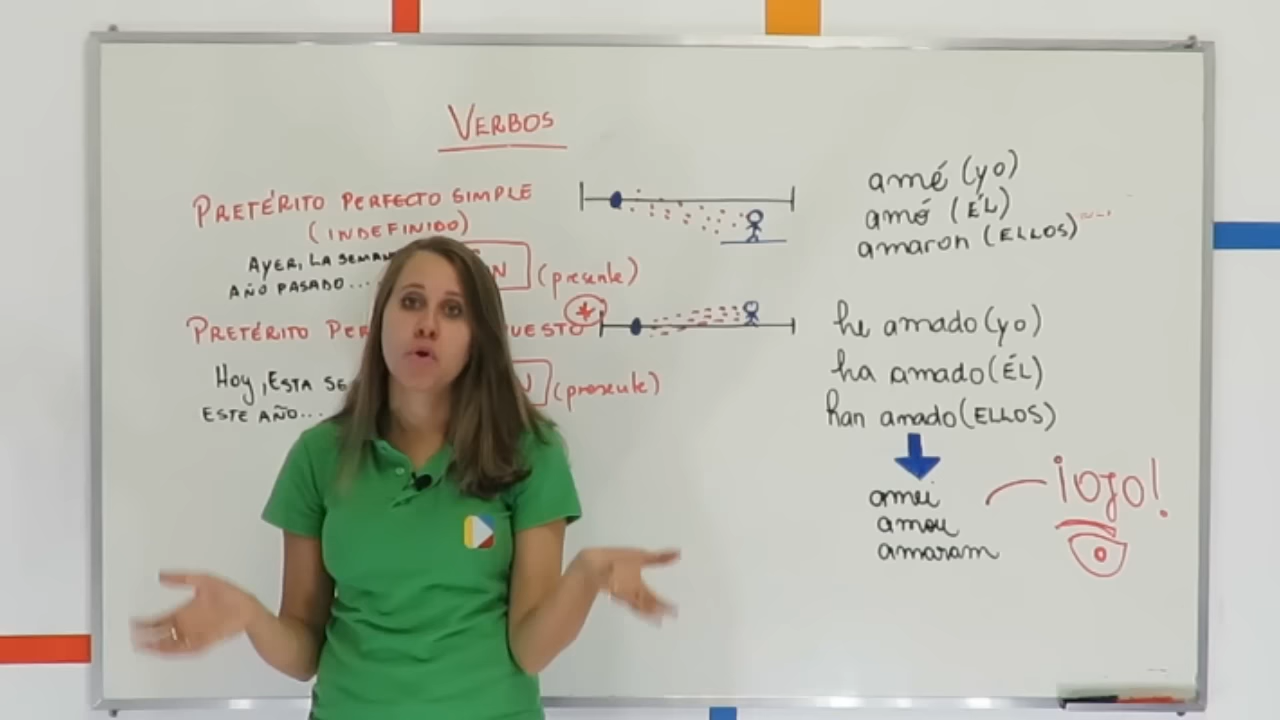 VERBOS
PRETÉRITO PERFECTO SIMPLE
(INDEFINIDO)
AYER, LA SEMAN
AÑO PASADO...
N (presente)
PRETÉRITO PER UESTO
HOY, ESTA SE
ESTE AÑO...
(presente)
amé (yo)
amó (ÉL)
amaron (ELLOS)
he amado (yo)
ha amado (ÉL)
han amado (ELLOS)
amei
amou
amaram
¡OJO!